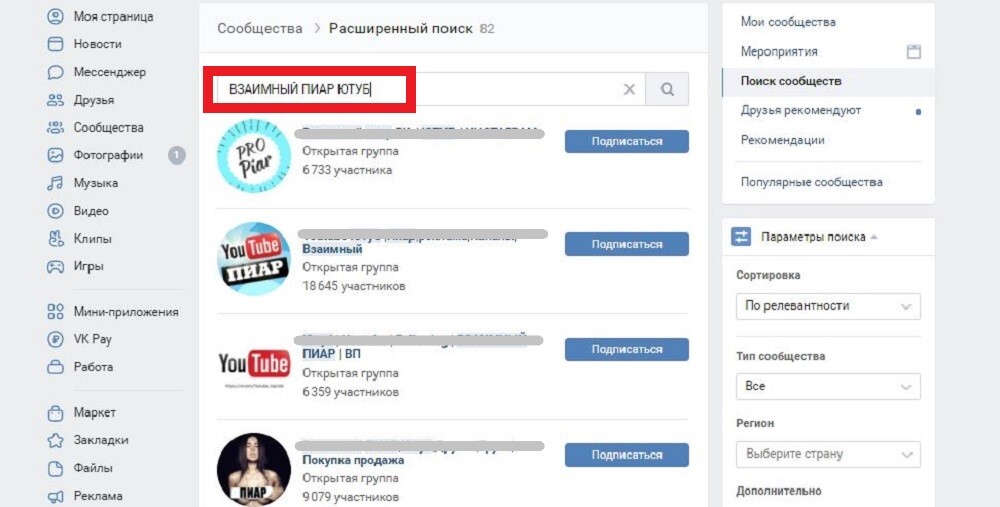 Моя страница
Новости
Мессенджер
Друзья
Сообщества
Фотографии 1
Музыка
Видео
Клипы
Игры
Мини-приложения
VK Pay
Работа
Маркет
Закладки
Файлы
Реклама
Сообщества > Расширенный поиск 82
ВЗАИМНЫЙ ПИАР ЮТУБ
PRO
Piar
Открытая группа
6 733 участника
Подписаться
YouTube
ПИАР
Взаимный
Открытая группа
18 645 участников
Подписаться
YouTube
ПИАР | ВП
Открытая группа
6 359 участников
Подписаться
ПИАР
Покупка продажа
Открытая группа
9 079 участников
Подписаться
Мои сообщества
Мероприятия
Поиск сообществ
Друзья рекомендуют
Рекомендации
Популярные сообщества
Параметры поиска
Сортировка
По релевантности
Тип сообщества
Все
Регион
Выберите страну
Дополнительно